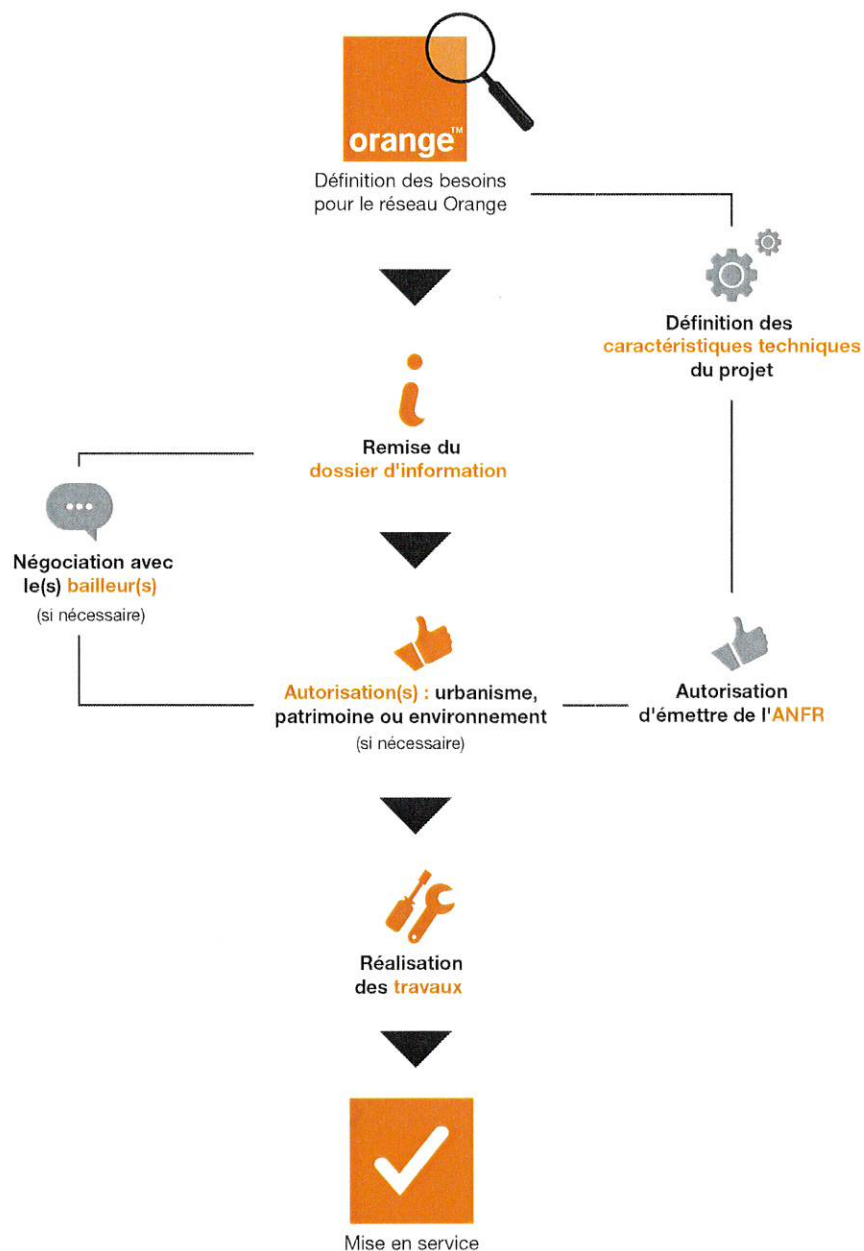 orange™
Définition des besoins
pour le réseau Orange
Définition des
caractéristiques techniques
du projet
Remise du
dossier d'information
Négociation avec
le(s) bailleur(s)
(si nécessaire)
Autorisation(s) : urbanisme,
patrimoine ou environnement
(si nécessaire)
Autorisation
d'émettre de l'ANFR
Réalisation
des travaux
Mise en service